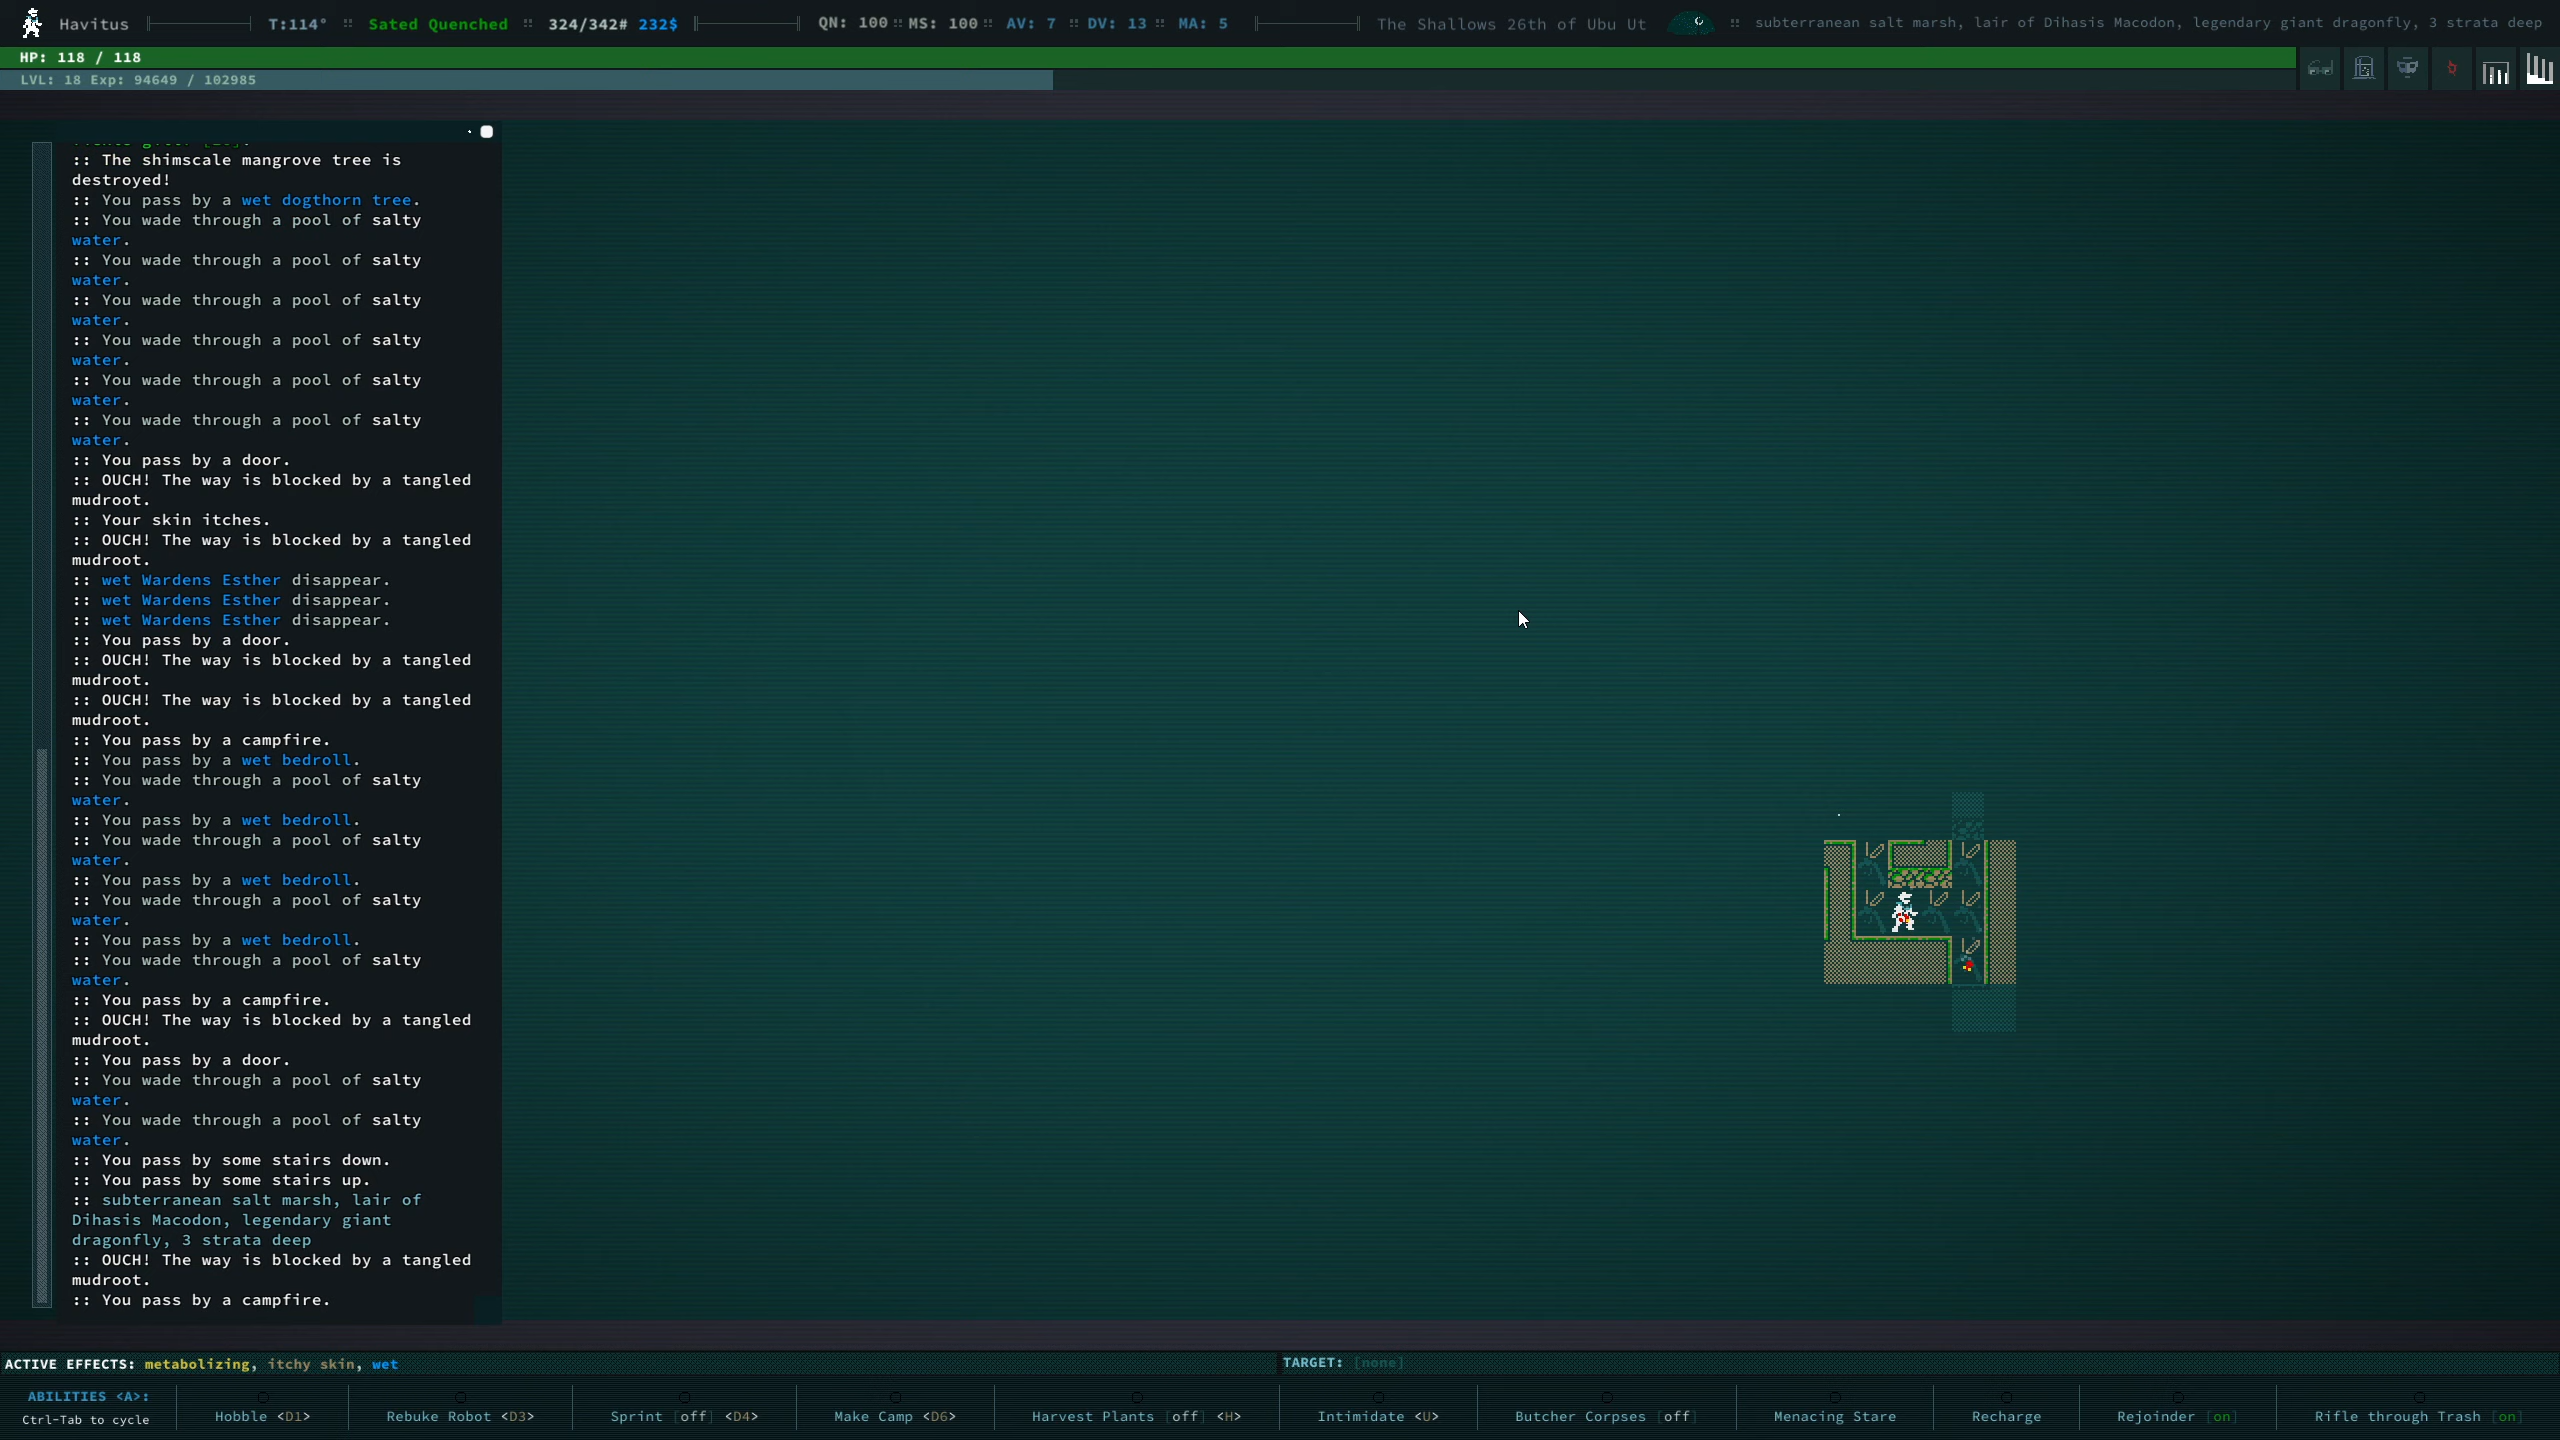 Havitus T:114° :: Sated Quenched :: 324/342# 232$ QN: 100 :: MS: 100 :: AV: 7 :: DV: 13 :: MA: 5 The Shallows 26th of Ubu Ut :: subterranean salt marsh, lair of Dihasis Macodon, legendary giant dragonfly, 3 strata deep
HP: 118 / 118
LVL: 18 Exp: 94649 / 102985
:: The shimscale mangrove tree is
destroyed!
:: You pass by a wet dogthorn tree.
:: You wade through a pool of salty
water.
:: You wade through a pool of salty
water.
:: You wade through a pool of salty
water.
:: You wade through a pool of salty
water.
:: You wade through a pool of salty
water.
:: You wade through a pool of salty
water.
:: You pass by a door.
:: OUCH! The way is blocked by a tangled
mudroot.
:: Your skin itches.
:: OUCH! The way is blocked by a tangled
mudroot.
:: wet Wardens Esther disappear.
:: wet Wardens Esther disappear.
:: wet Wardens Esther disappear.
:: You pass by a door.
:: OUCH! The way is blocked by a tangled
mudroot.
:: OUCH! The way is blocked by a tangled
mudroot.
:: You pass by a campfire.
:: You pass by a wet bedroll.
:: You wade through a pool of salty
water.
:: You pass by a wet bedroll.
:: You wade through a pool of salty
water.
:: You pass by a wet bedroll.
:: You wade through a pool of salty
water.
:: You pass by a wet bedroll.
:: You wade through a pool of salty
water.
:: You pass by a campfire.
:: OUCH! The way is blocked by a tangled
mudroot.
:: You pass by a door.
:: You wade through a pool of salty
water.
:: You wade through a pool of salty
water.
:: You pass by some stairs down.
:: You pass by some stairs up.
:: subterranean salt marsh, lair of
Dihasis Macodon, legendary giant
dragonfly, 3 strata deep
:: OUCH! The way is blocked by a tangled
mudroot.
:: You pass by a campfire.
ACTIVE EFFECTS: metabolizing, itchy skin, wet TARGET: [none]
ABILITIES <A>:
Ctrl-Tab to cycle
Hobble <D1> Rebuke Robot <D3> Sprint [off] <D4> Make Camp <D6> Harvest Plants [off] <H> Intimidate <U> Butcher Corpses [off] Menacing Stare Recharge Rejoinder [on] Rifle through Trash [on]